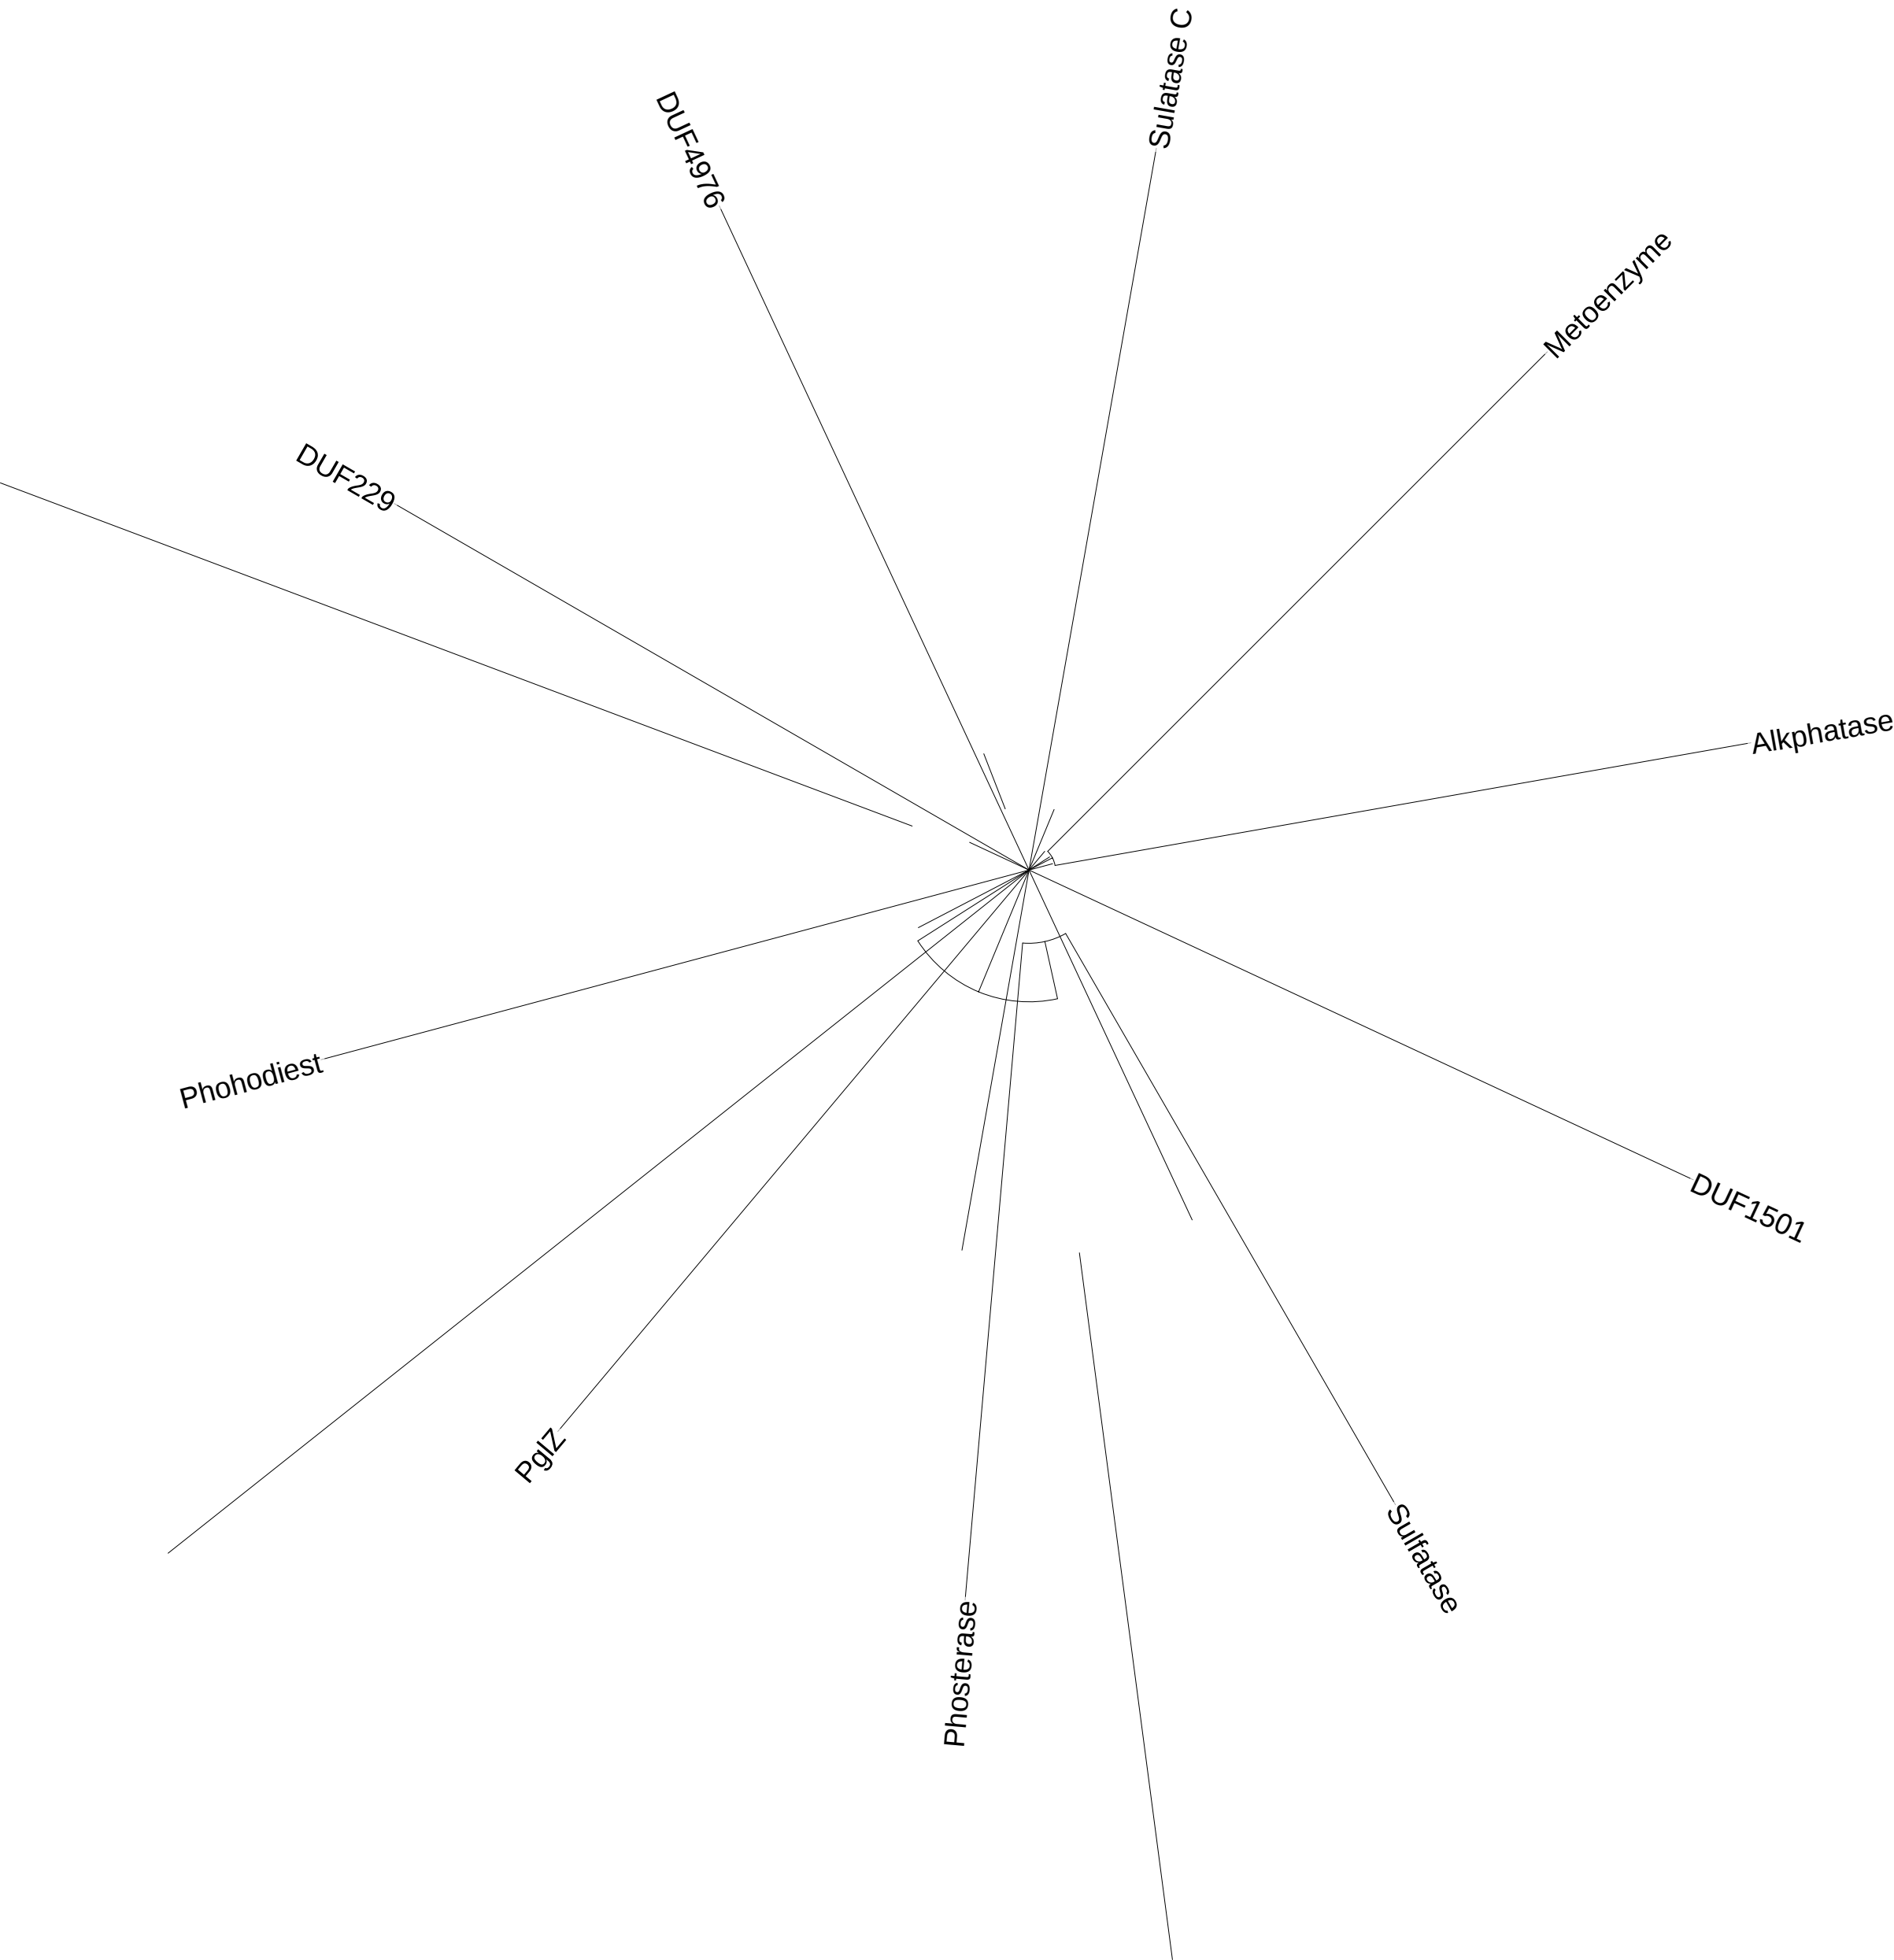 Sulatase C
DUF4976
Metoenzyme
DUF229
Alkphatase
Phohodiest
DUF1501
PglZ
Sulfatase
Phosterase